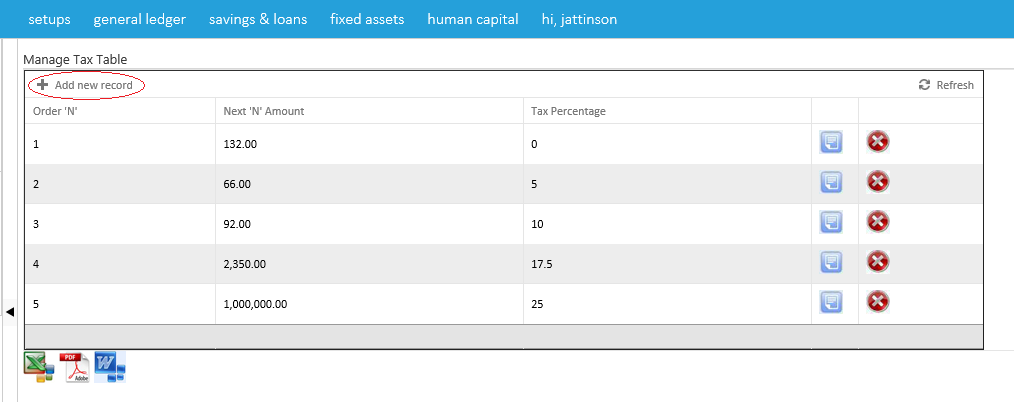 setups general ledger savings & loans fixed assets human capital hi, jattinson
Manage Tax Table
Add new record Refresh
Order 'N' Next 'N' Amount Tax Percentage
1 132.00 0
2 66.00 5
3 92.00 10
4 2,350.00 17.5
5 1,000,000.00 25
PDF
Adobe